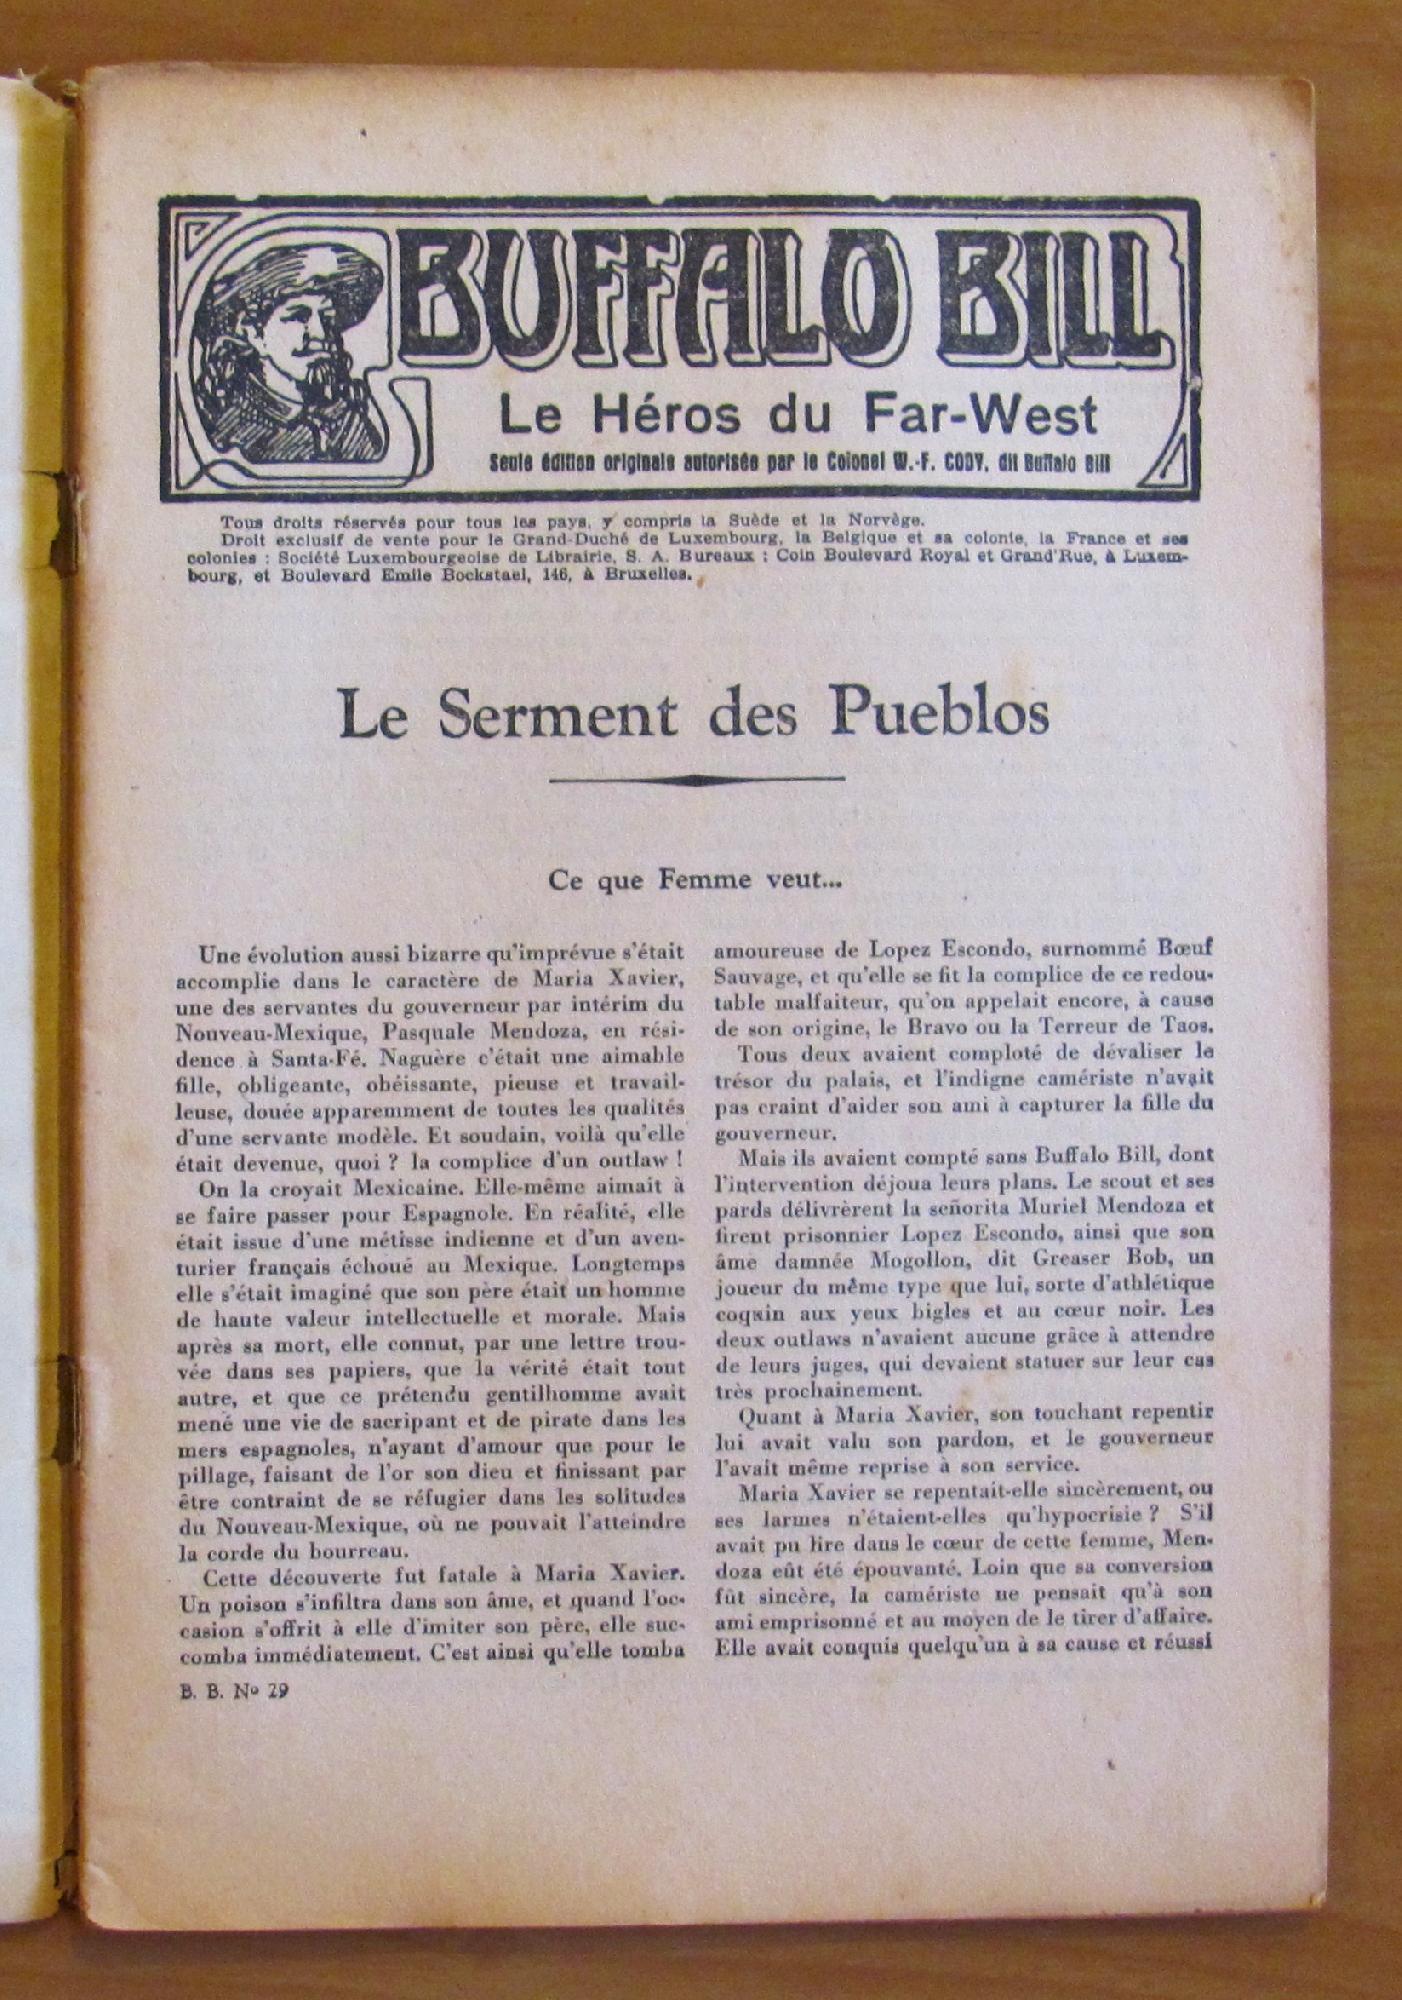 BUFFALO BILL
Le Héros du Far-West
Seule édition originale autorisée par le Colonel W.-F. CODY, dit Buffalo Bill
Tous droits réservés pour tous les pays, y compris la Suède et la Norvège.
Droit exclusif de vente pour le Grand-Duché de Luxembourg, la Belgique et sa colonie, la France et ses
colonies : Société Luxembourgeoise de Librairie, S. A. Bureaux : Coin Boulevard Royal et Grand'Rue, à Luxem-
bourg, et Boulevard Emile Bockstael, 146, à Bruxelles.
Le Serment des Pueblos
Ce que Femme veut...
Une évolution aussi bizarre qu'imprévue s'était
accomplie dans le caractère de Maria Xavier,
une des servantes du gouverneur par intérim du
Nouveau-Mexique, Pasquale Mendoza, en rési-
dence à Santa-Fé. Naguère c'était une aimable
fille, obligeante, obéissante, pieuse et travail-
leuse, douée apparemment de toutes les qualités
d'une servante modèle. Et soudain, voilà qu'elle
était devenue, quoi ? la complice d'un outlaw !
On la croyait Mexicaine. Elle-même aimait à
se faire passer pour Espagnole. En réalité, elle
était issue d'une métisse indienne et d'un aven-
turier français échoué au Mexique. Longtemps
elle s'était imaginé que son père était un homme
de haute valeur intellectuelle et morale. Mais
après sa mort, elle connut, par une lettre trou-
vée dans ses papiers, que la vérité était tout
autre, et que ce prétendu gentilhomme avait
mené une vie de sacripant et de pirate dans les
mers espagnoles, n'ayant d'amour que pour le
pillage, faisant de l'or son dieu et finissant par
être contraint de se réfugier dans les solitudes
du Nouveau-Mexique, où ne pouvait l'atteindre
la corde du bourreau.
Cette découverte fut fatale à Maria Xavier.
Un poison s'infiltra dans son âme, et quand l'oc-
casion s'offrit à elle d'imiter son père, elle suc-
comba immédiatement. C'est ainsi qu'elle tomba
B. B. No 29
amoureuse de Lopez Escondo, surnommé Bœuf
Sauvage, et qu'elle se fit la complice de ce redou-
table malfaiteur, qu'on appelait encore, à cause
de son origine, le Bravo ou la Terreur de Taos.
Tous deux avaient comploté de dévaliser le
trésor du palais, et l'indigne camériste n'avait
pas craint d'aider son ami à capturer la fille du
gouverneur.
Mais ils avaient compté sans Buffalo Bill, dont
l'intervention déjoua leurs plans. Le scout et ses
pards délivrèrent la señorita Muriel Mendoza et
firent prisonnier Lopez Escondo, ainsi que son
âme damnée Mogollon, dit Greaser Bob, un
joueur du même type que lui, sorte d'athlétique
coquin aux yeux bigles et au cœur noir. Les
deux outlaws n'avaient aucune grâce à attendre
de leurs juges, qui devaient statuer sur leur cas
très prochainement.
Quant à Maria Xavier, son touchant repentir
lui avait valu son pardon, et le gouverneur
l'avait même reprise à son service.
Maria Xavier se repentait-elle sincèrement, ou
ses larmes n'étaient-elles qu'hypocrisie ? S'il
avait pu lire dans le cœur de cette femme, Men-
doza eût été épouvanté. Loin que sa conversion
fût sincère, la camériste ne pensait qu'à son
ami emprisonné et au moyen de le tirer d'affaire.
Elle avait conquis quelqu'un à sa cause et réussi